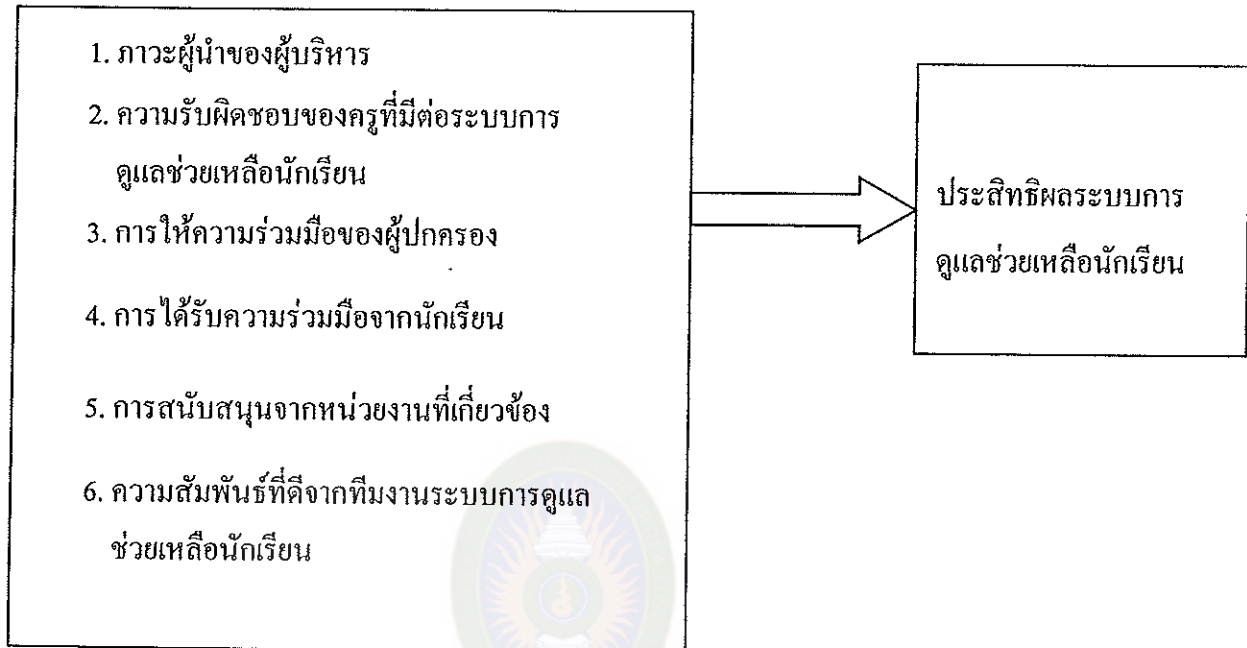 1. ภาวะผู้นำของผู้บริหาร
2. ความรับผิดชอบของครูที่มีต่อระบบการ
ดูแลช่วยเหลือนักเรียน
3. การให้ความร่วมมือของผู้ปกครอง
4. การได้รับความร่วมมือจากนักเรียน
5. การสนับสนุนจากหน่วยงานที่เกี่ยวข้อง
6. ความสัมพันธ์ที่ดีจากทีมงานระบบการดูแล
ช่วยเหลือนักเรียน
ประสิทธิผลระบบการ
ดูแลช่วยเหลือนักเรียน